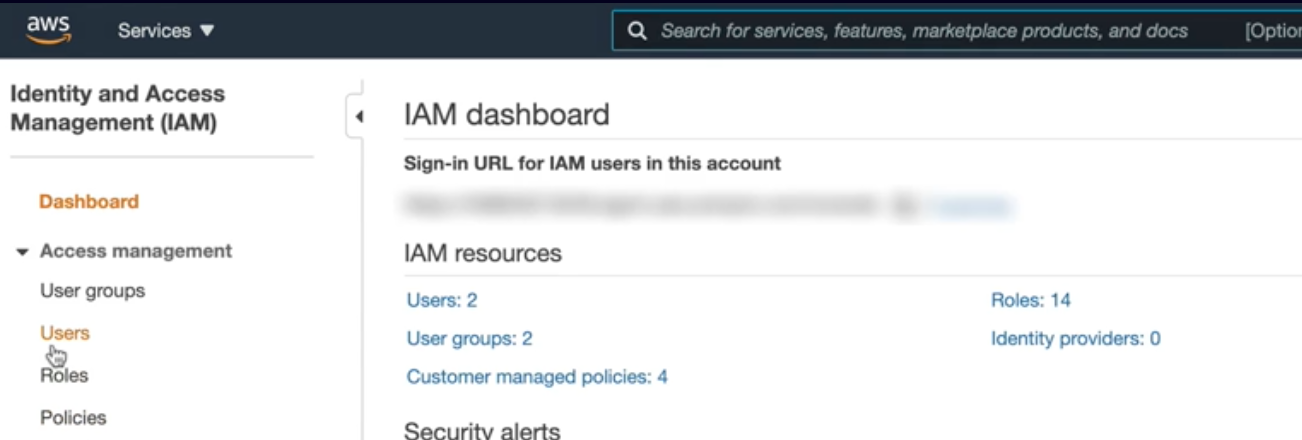 aws
Services ▼
Search for services, features, marketplace products, and docs
[Option
Identity and Access
Management (IAM)
IAM dashboard
Sign-in URL for IAM users in this account
Dashboard
Access management
IAM resources
User groups
Users: 2
Roles: 14
Users
User groups: 2
Identity providers: 0
Roles
Customer managed policies: 4
Policies
Security alerts